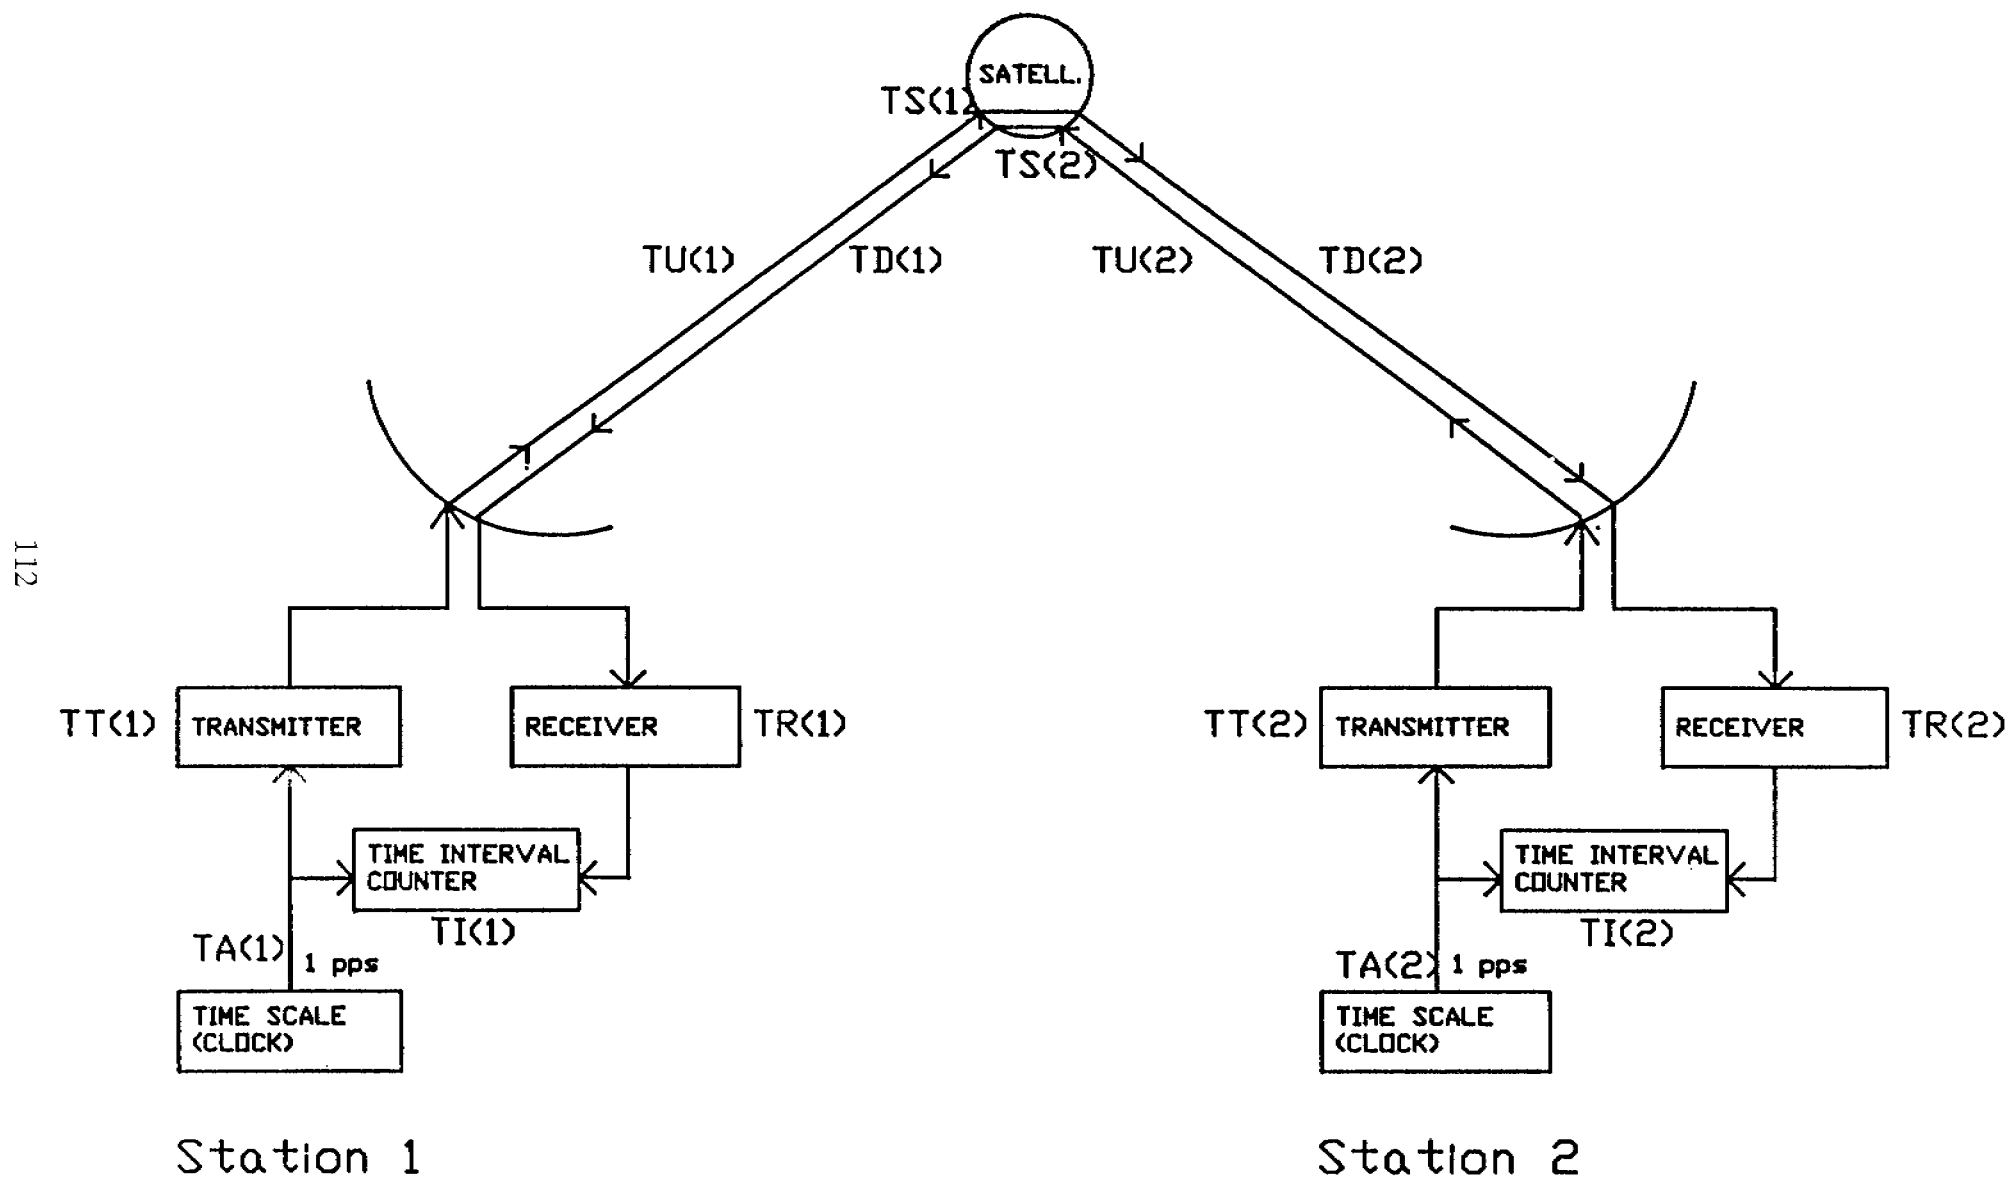 SATELL.
TS(1)
TS(2)
TU(1)
TD(1)
TU(2)
TD(2)
112
TT(1)
TRANSMITTER
RECEIVER
TR(1)
TIME INTERVAL
COUNTER
TI(1)
TA(1)
1 pps
TIME SCALE
(CLOCK)
Station 1
TT(2)
TRANSMITTER
RECEIVER
TR(2)
TIME INTERVAL
COUNTER
TI(2)
TA(2)
1 pps
TIME SCALE
(CLOCK)
Station 2